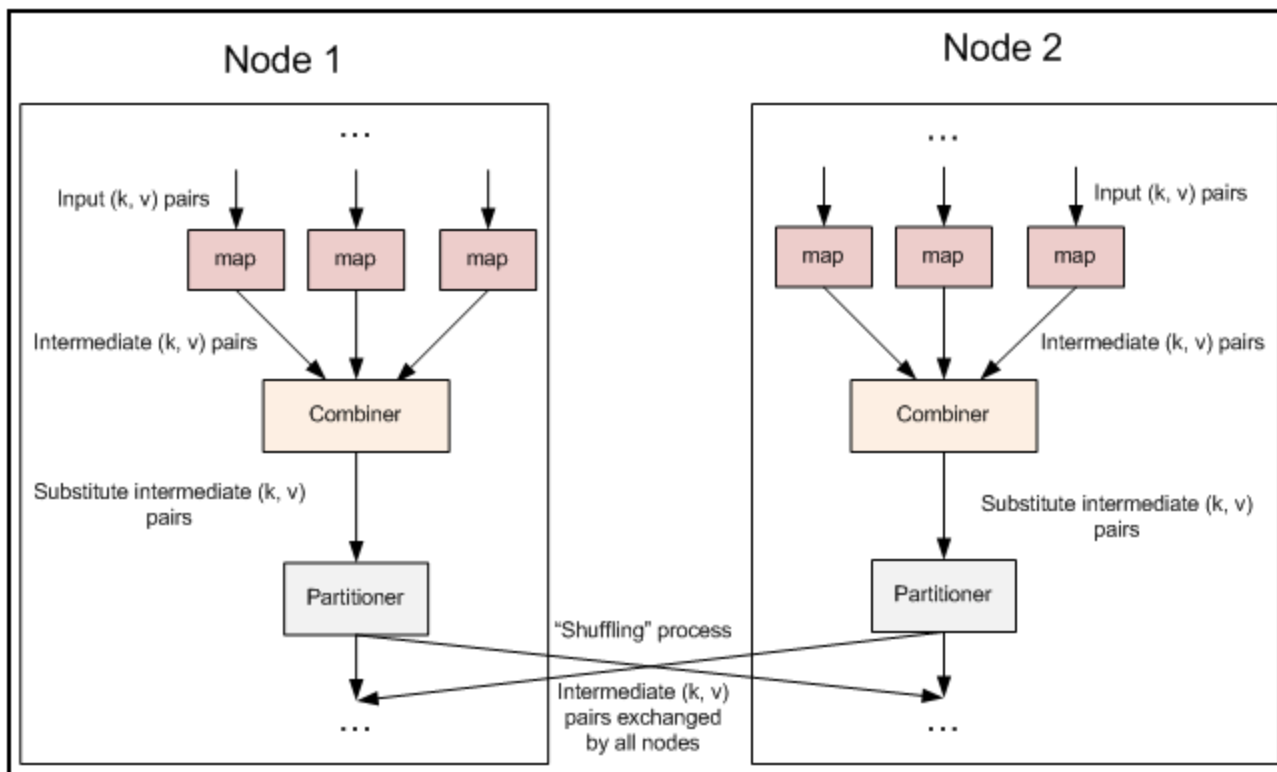 Node 1
Node 2
...
...
Input (k, v) pairs
Input (k, v) pairs
map
map
map
map
map
map
Intermediate (k, v) pairs
Intermediate (k, v) pairs
Combiner
Combiner
Substitute intermediate (k, v)
pairs
Substitute intermediate (k, v)
pairs
Partitioner
Partitioner
“Shuffling” process
Intermediate (k, v)
pairs exchanged
by all nodes
...
...